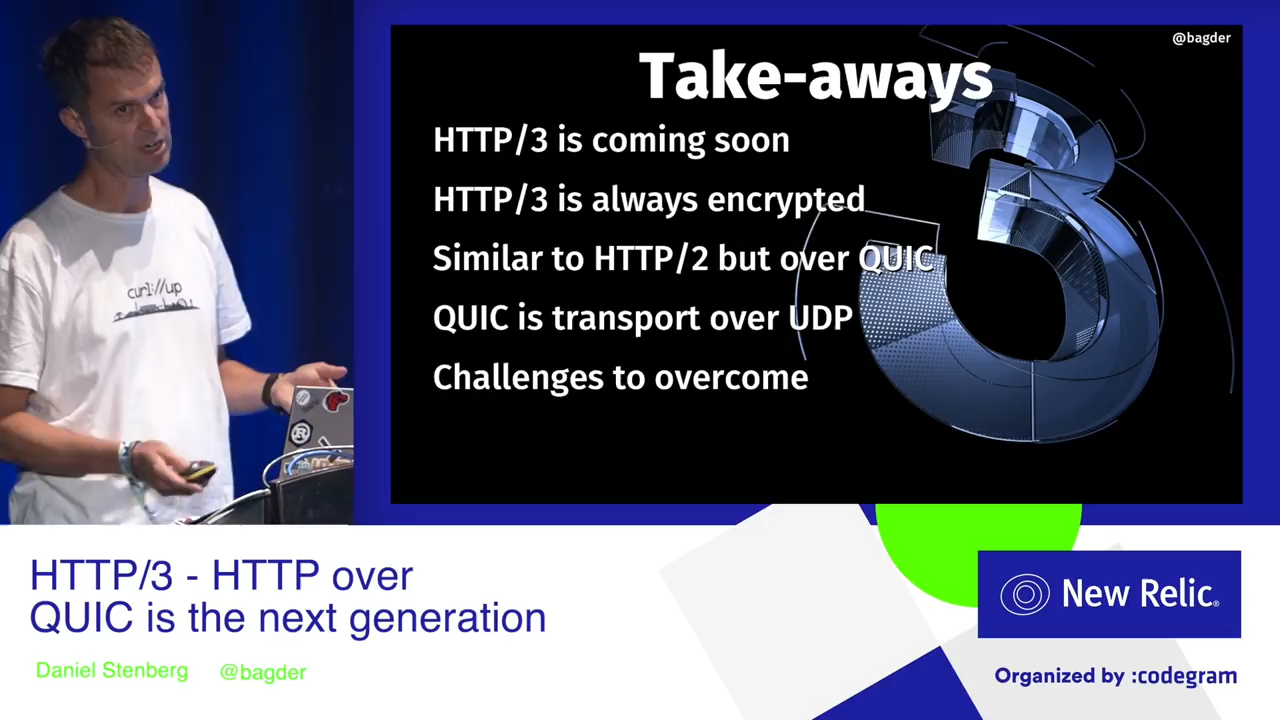 @bagder
Take-aways
HTTP/3 is coming soon
HTTP/3 is always encrypted
Similar to HTTP/2 but over QUIC
QUIC is transport over UDP
Challenges to overcome
curl://up
HTTP/3 - HTTP over
QUIC is the next generation
Daniel Stenberg @bagder
New Relic®
Organized by :codegram